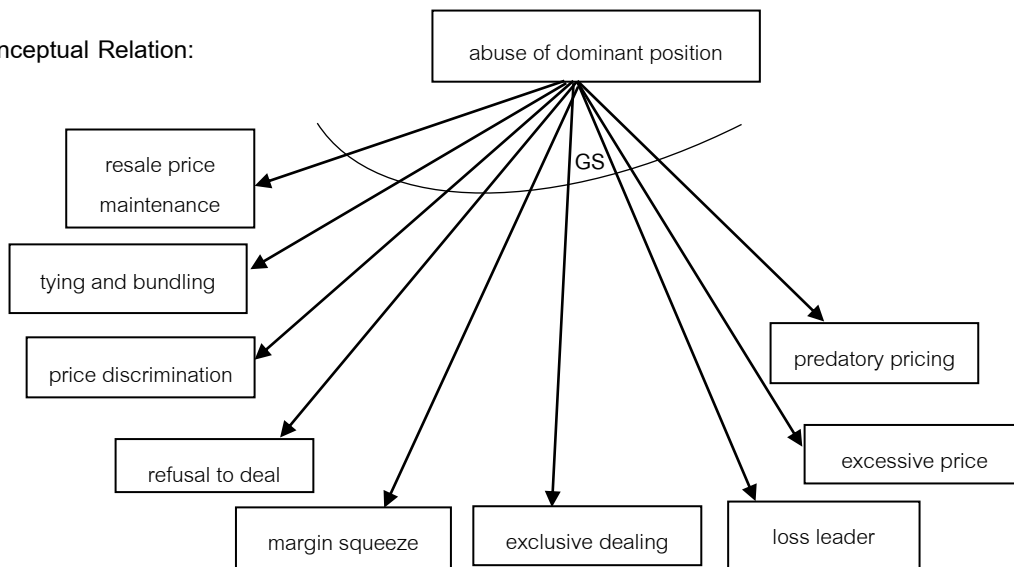 nceptual Relation:
abuse of dominant position
GS
resale price
maintenance
tying and bundling
price discrimination
refusal to deal
margin squeeze
exclusive dealing
loss leader
excessive price
predatory pricing